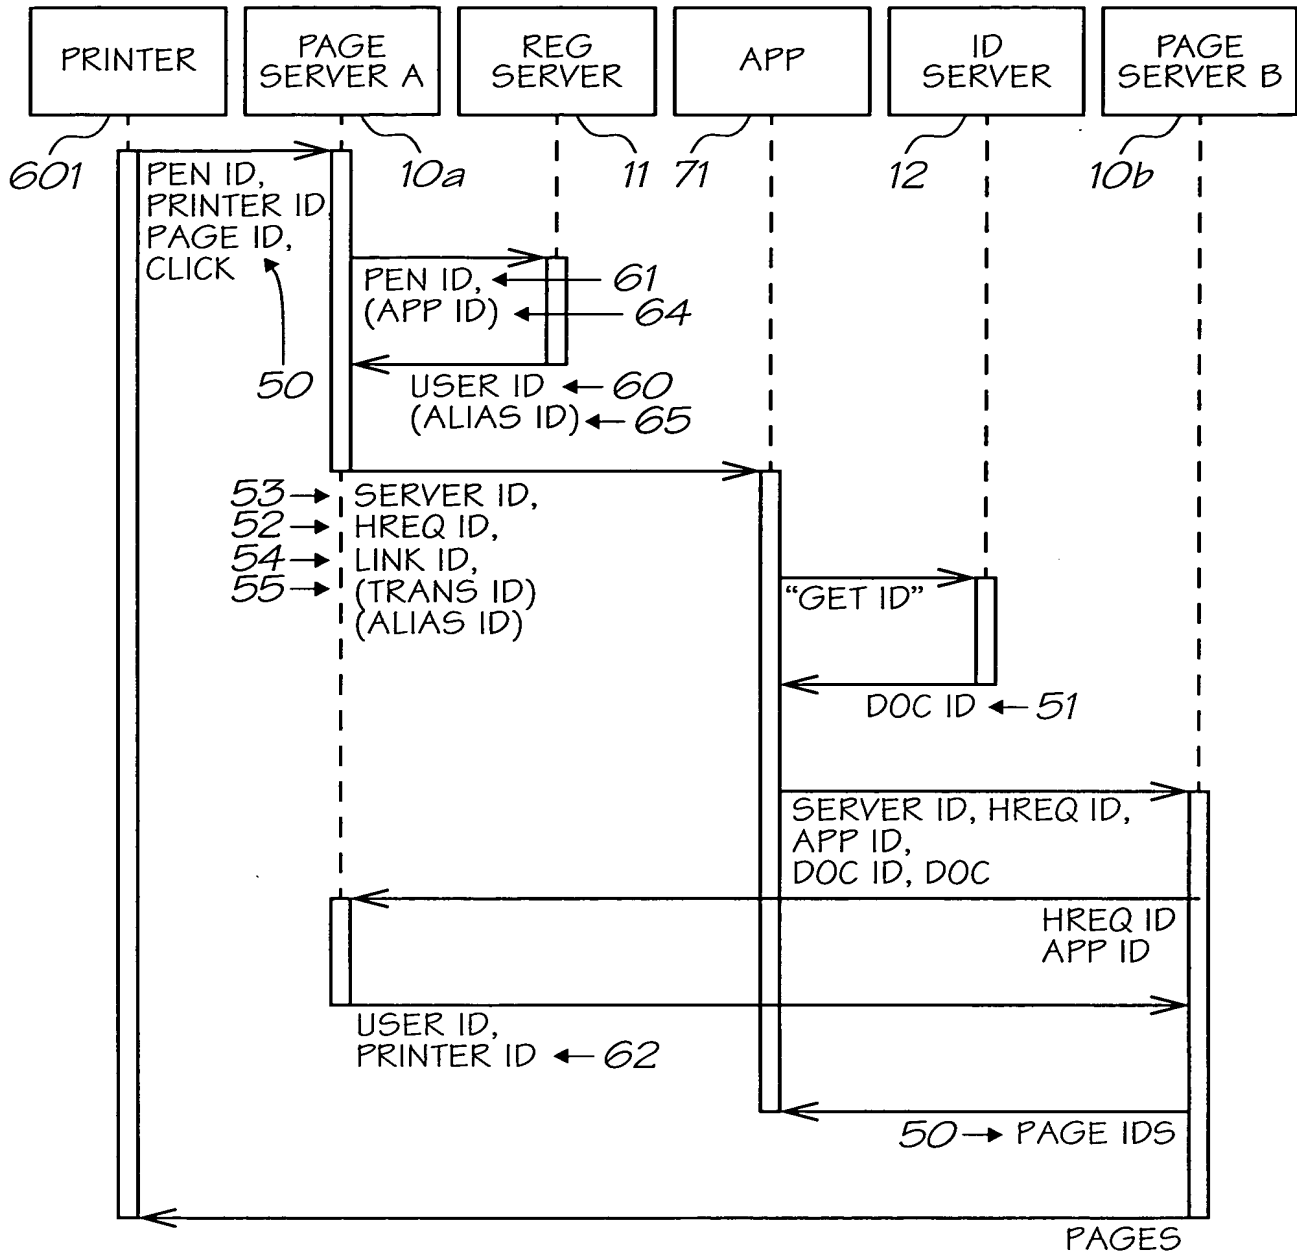 PRINTER
PAGE
SERVER A
REG
SERVER
APP
ID
SERVER
PAGE
SERVER B
601
10a
11
71
12
10b
PEN ID,
PRINTER ID
PAGE ID,
CLICK
50
PEN ID,
61
(APP ID)
64
USER ID
60
(ALIAS ID)
65
53
SERVER ID,
52
HREQ ID,
54
LINK ID,
55
(TRANS ID)
(ALIAS ID)
“GET ID”
DOC ID
51
SERVER ID, HREQ ID,
APP ID,
DOC ID, DOC
HREQ ID
APP ID
USER ID,
PRINTER ID
62
50
PAGE IDS
PAGES